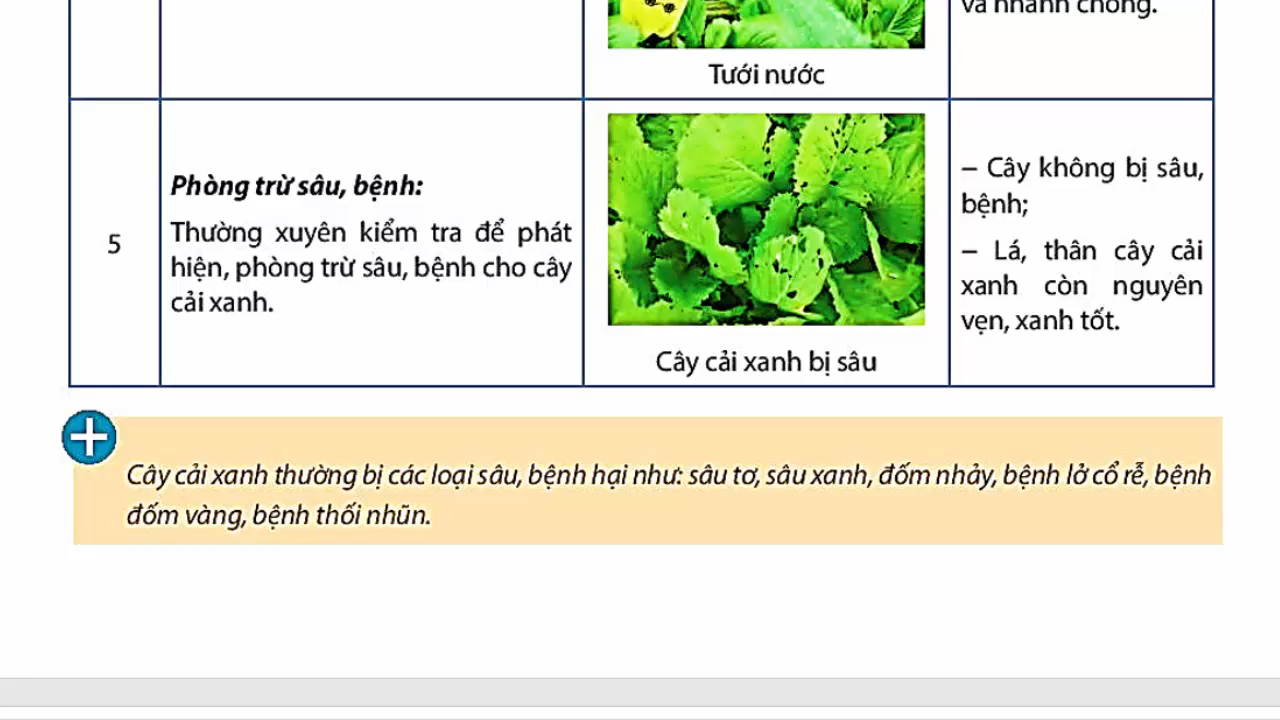 và nhanh chóng.
Tưới nước
5
Phòng trừ sâu, bệnh:
Thường xuyên kiểm tra để phát
hiện, phòng trừ sâu, bệnh cho cây
cải xanh.
Cây cải xanh bị sâu
– Cây không bị sâu,
bệnh;
– Lá, thân cây cải
xanh còn nguyên
vẹn, xanh tốt.
Cây cải xanh thường bị các loại sâu, bệnh hại như: sâu tơ, sâu xanh, đốm nhảy, bệnh lở cổ rễ, bệnh
đốm vàng, bệnh thối nhũn.